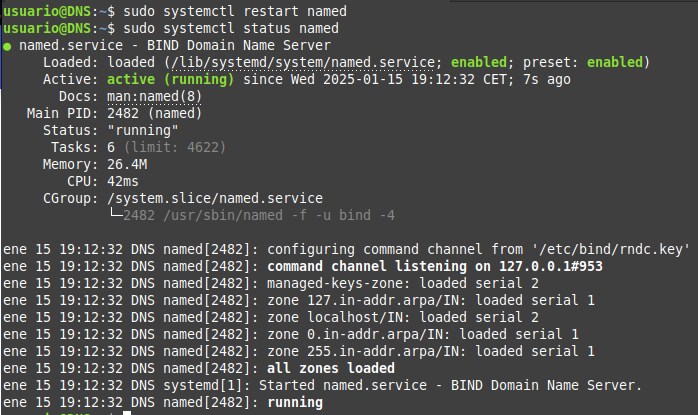 usuario@DNS:~$ sudo systemctl restart named
usuario@DNS:~$ sudo systemctl status named
● named.service - BIND Domain Name Server
Loaded: loaded (/lib/systemd/system/named.service; enabled; preset: enabled)
Active: active (running) since Wed 2025-01-15 19:12:32 CET; 7s ago
Docs: man:named(8)
Main PID: 2482 (named)
Status: "running"
Tasks: 6 (limit: 4622)
Memory: 26.4M
CPU: 42ms
CGroup: /system.slice/named.service
└─2482 /usr/sbin/named -f -u bind -4
ene 15 19:12:32 DNS named[2482]: configuring command channel from '/etc/bind/rndc.key'
ene 15 19:12:32 DNS named[2482]: command channel listening on 127.0.0.1#953
ene 15 19:12:32 DNS named[2482]: managed-keys-zone: loaded serial 2
ene 15 19:12:32 DNS named[2482]: zone 127.in-addr.arpa/IN: loaded serial 1
ene 15 19:12:32 DNS named[2482]: zone localhost/IN: loaded serial 2
ene 15 19:12:32 DNS named[2482]: zone 0.in-addr.arpa/IN: loaded serial 1
ene 15 19:12:32 DNS named[2482]: zone 255.in-addr.arpa/IN: loaded serial 1
ene 15 19:12:32 DNS named[2482]: all zones loaded
ene 15 19:12:32 DNS systemd[1]: Started named.service - BIND Domain Name Server.
ene 15 19:12:32 DNS named[2482]: running